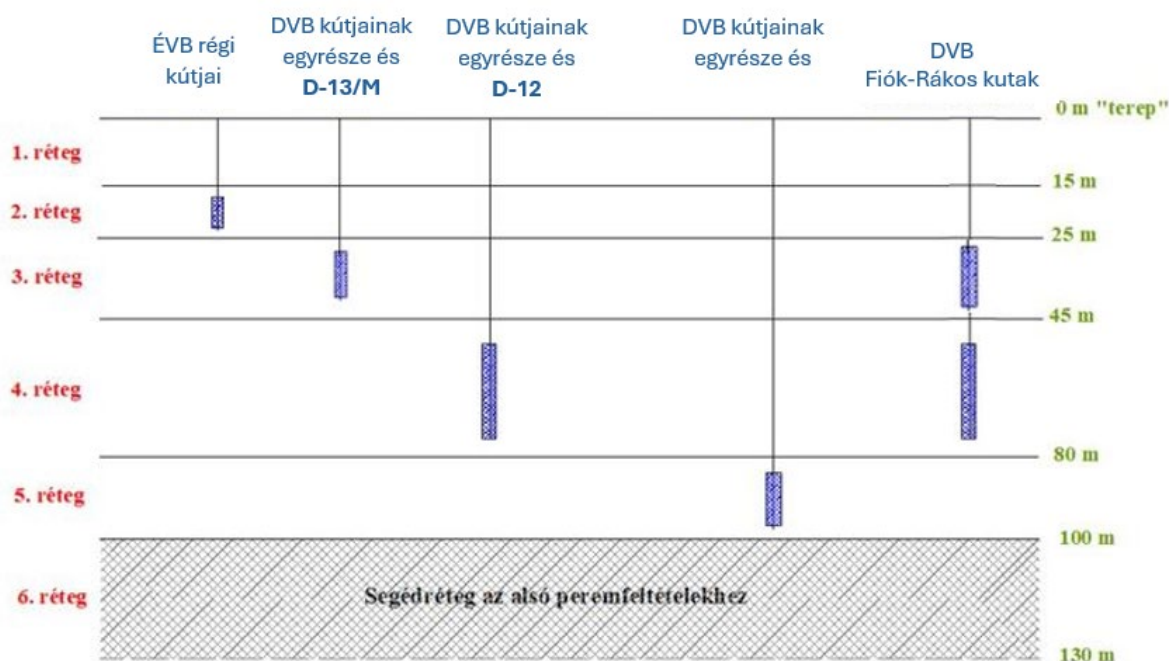 ÉVB régi
kútjai
DVB kútjainak
egyrésze és
D-13/M
DVB kútjainak
egyrésze és
D-12
DVB kútjainak
egyrésze és
DVB
Fiók-Rákos kutak
0 m "terep"
1. réteg
15 m
2. réteg
25 m
3. réteg
45 m
4. réteg
80 m
5. réteg
100 m
6. réteg
Segédréteg az alsó peremfeltételekhez
130 m